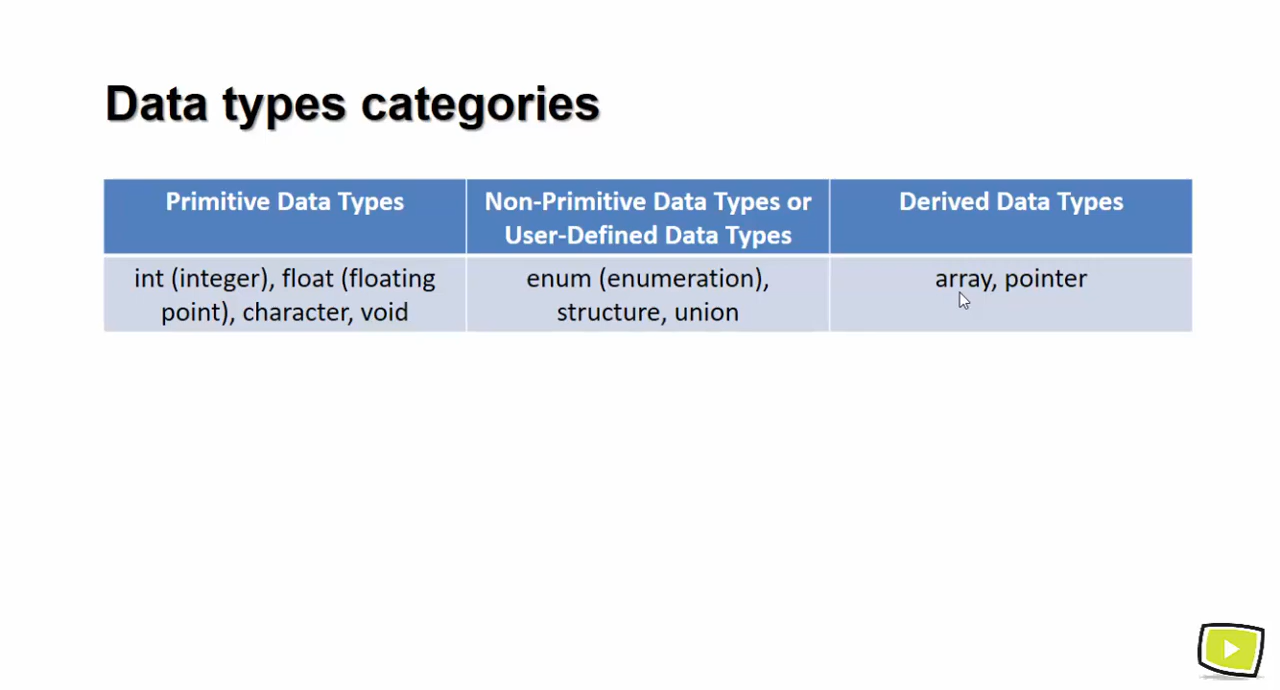 Data types categories
Primitive Data Types
Non-Primitive Data Types or
User-Defined Data Types
Derived Data Types
int (integer), float (floating
point), character, void
enum (enumeration),
structure, union
array, pointer